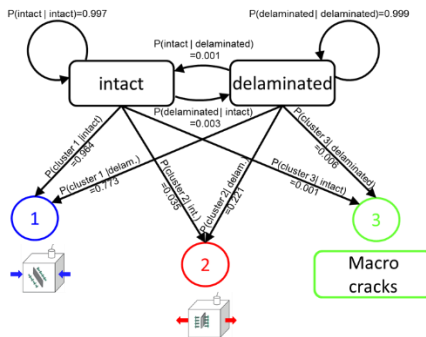 P(intact | intact)=0.997
P(delaminated | delaminated)=0.999
P(intact | delaminated)
=0.001
intact
delaminated
P(delaminated | intact)
=0.003
P(cluster 1 |intact)
=0.964
P(cluster 1 |delam.)
=0.773
P(cluster 2| int.)
=0.035
P(cluster 2| delam.)
=0.221
P(cluster 3| intact)
=0.001
P(cluster 3| delaminated)
=0.006
1
2
3
Macro
cracks